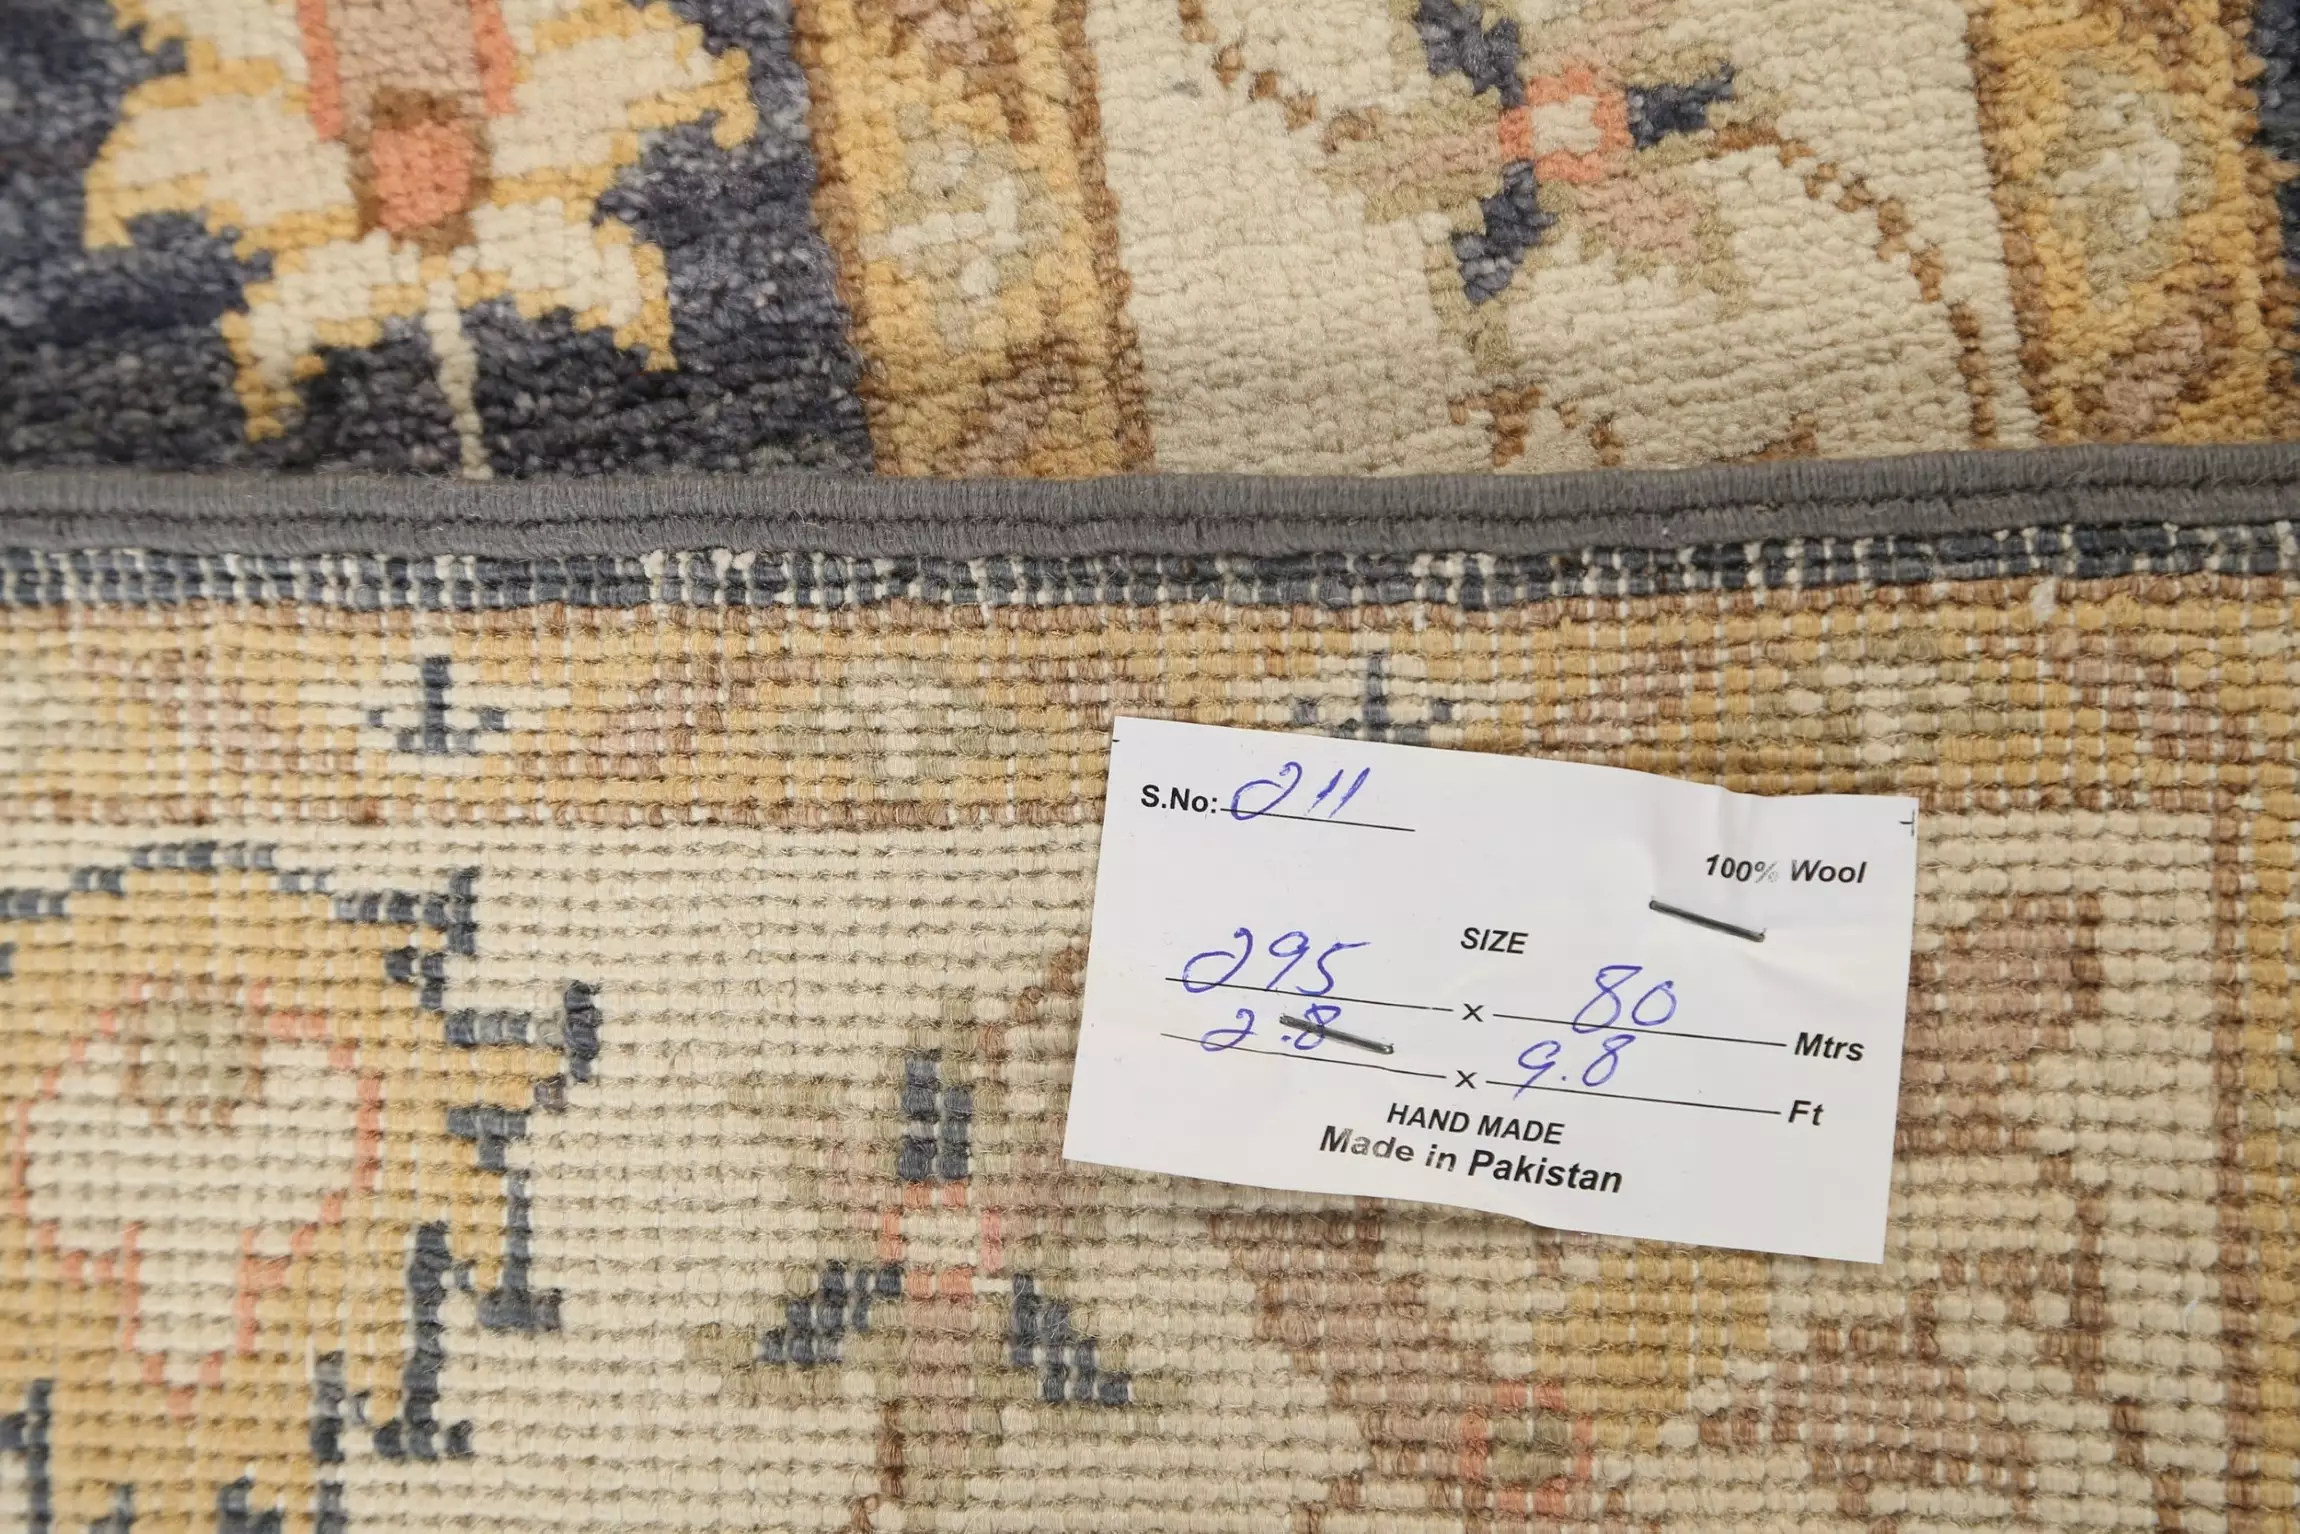 S.No: 211
100% Wool
SIZE
295 x 80 Mtrs
2.8 x 9.8 Ft
HAND MADE
Made in Pakistan